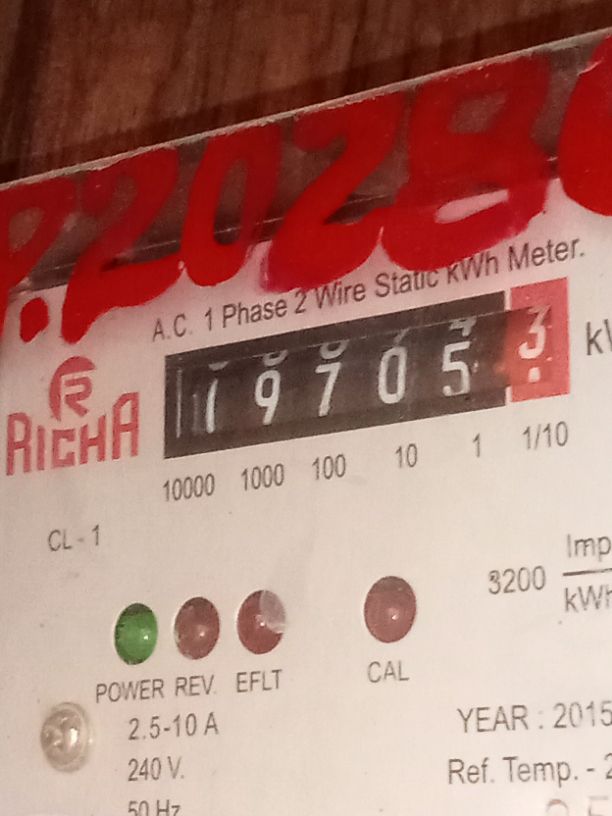 P.2028
A.C. 1 Phase 2 Wire Static kWh Meter.
RICHA
19705 3
10000 1000 100 10 1 1/10
CL - 1
3200 Imp
kWh
POWER REV. EFLT CAL
2.5-10 A
240 V.
50 Hz
YEAR : 2015
Ref. Temp. - 2